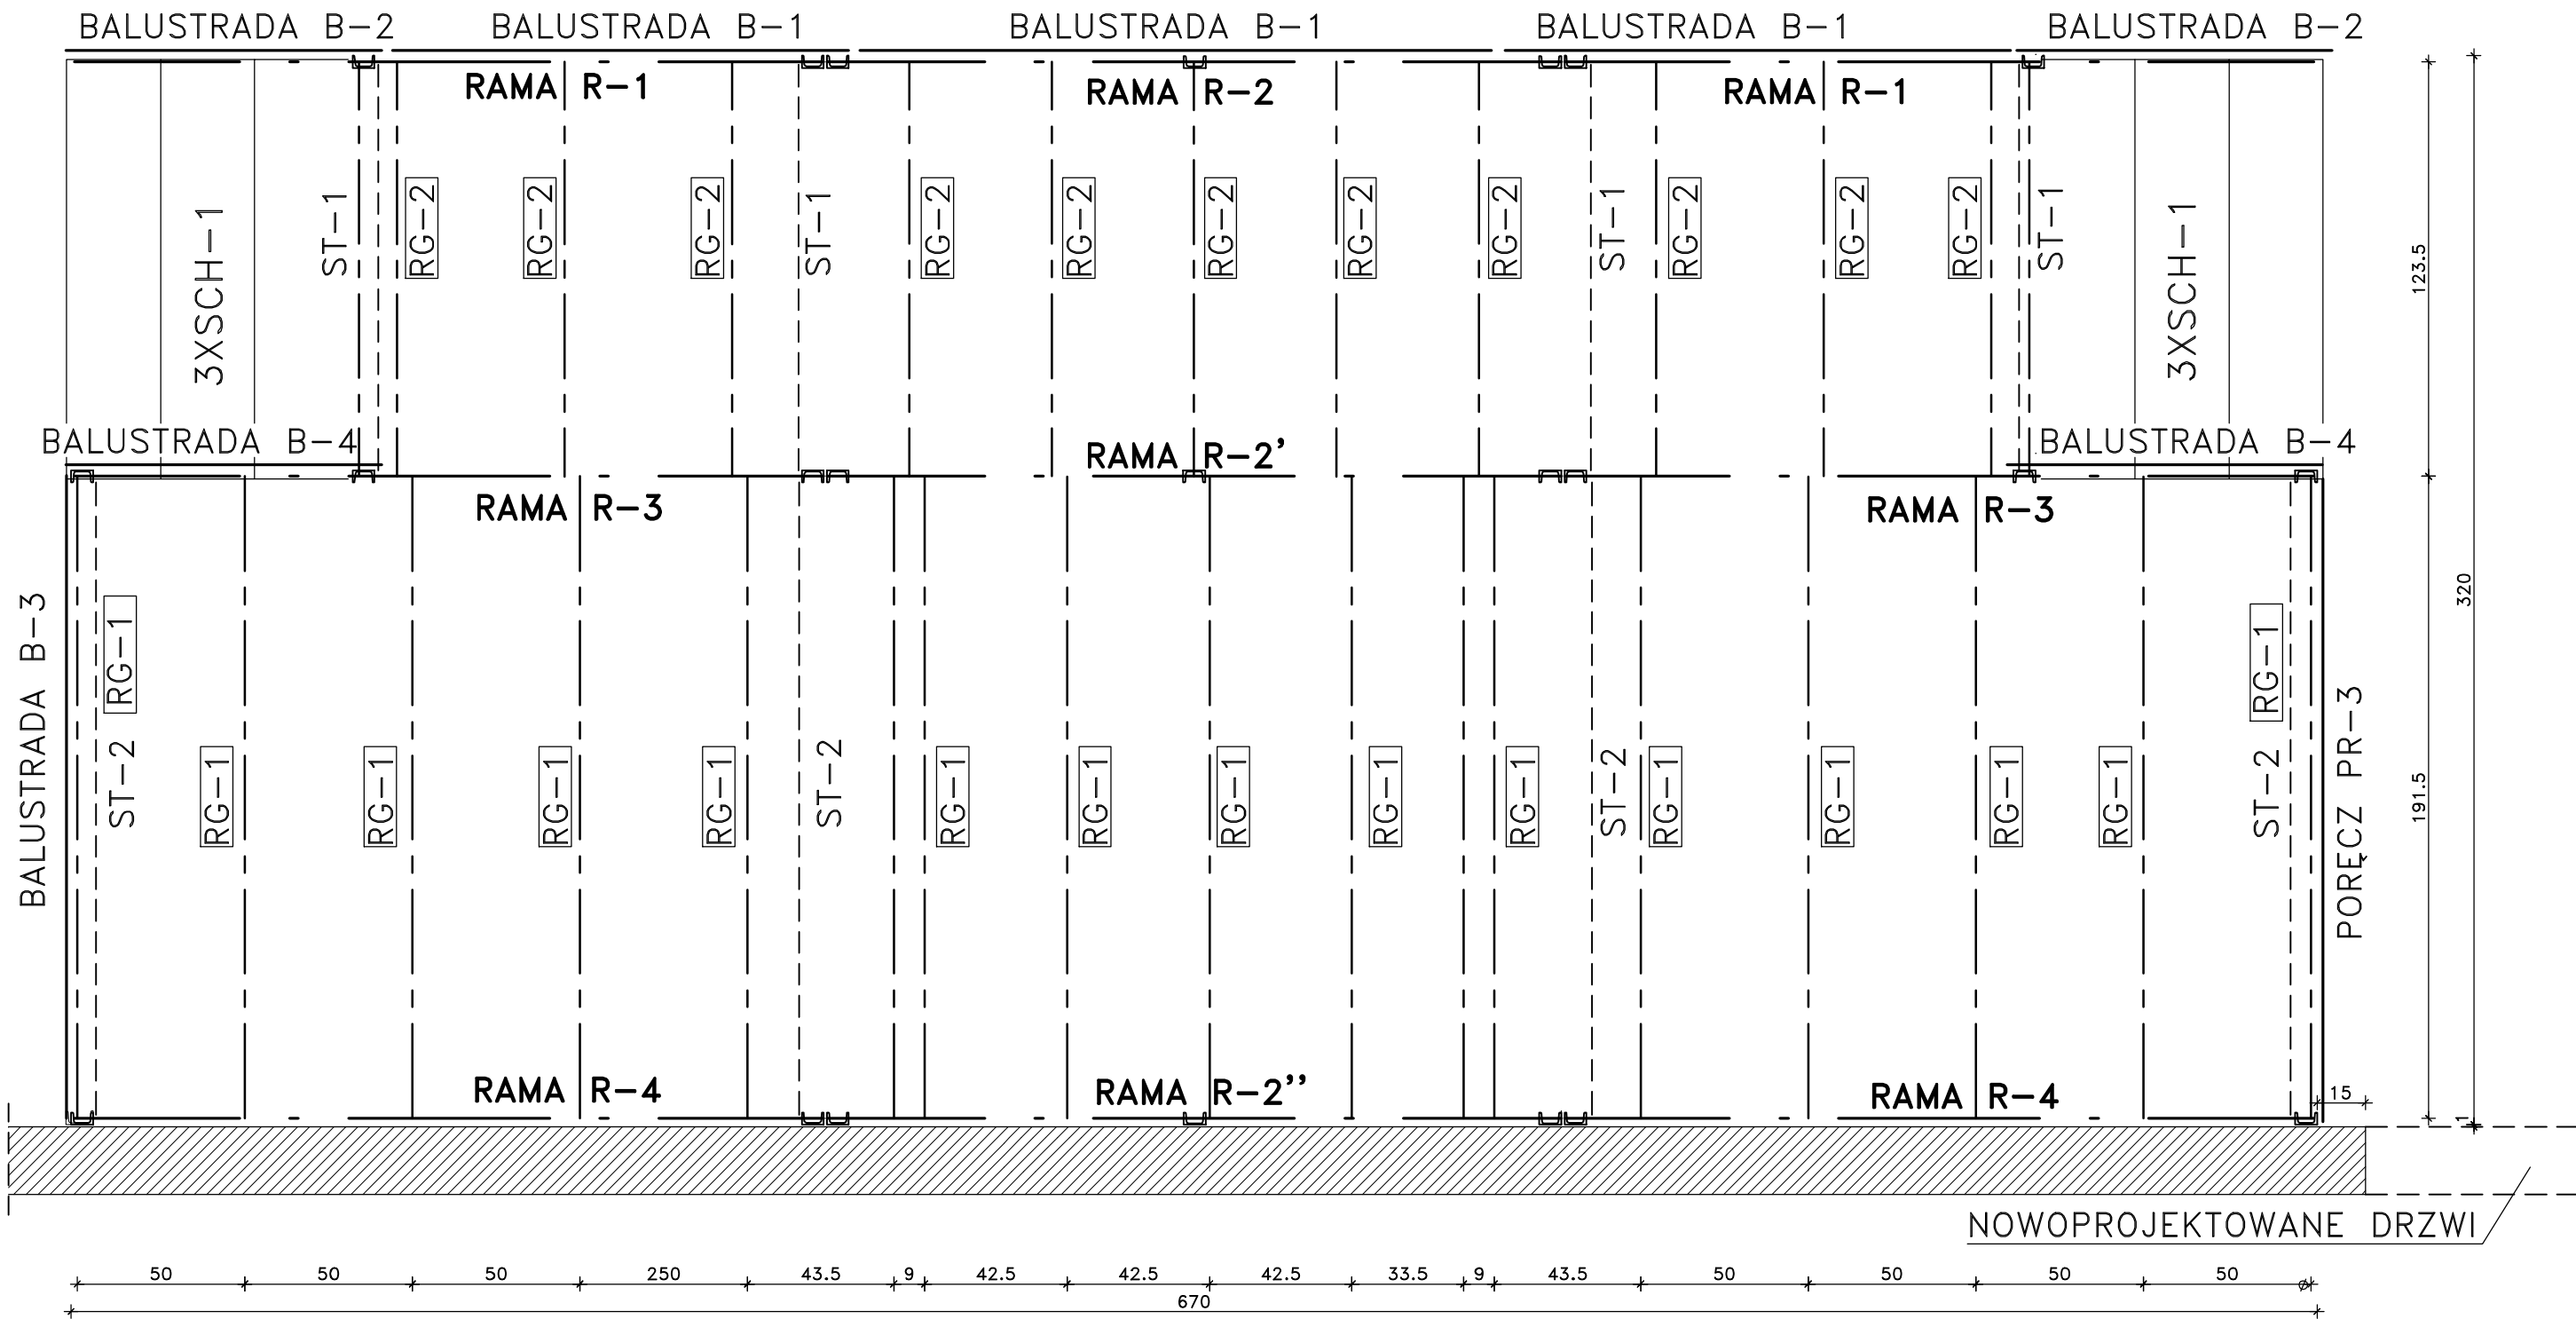 BALUSTRADA B-2
BALUSTRADA B-1
BALUSTRADA B-1
BALUSTRADA B-1
BALUSTRADA B-2
RAMA R-1
RAMA R-2
RAMA R-1
3XSCH-1
ST-1
RG-2
RG-2
RG-2
ST-1
RG-2
RG-2
RG-2
RG-2
RG-2
ST-1
RG-2
RG-2
RG-2
ST-1
3XSCH-1
123.5
BALUSTRADA B-4
RAMA R-2'
BALUSTRADA B-4
RAMA R-3
RAMA R-3
320
BALUSTRADA B-3
RG-1
ST-2
RG-1
RG-1
RG-1
RG-1
ST-2
RG-1
RG-1
RG-1
RG-1
RG-1
ST-2
RG-1
RG-1
RG-1
RG-1
RG-1
ST-2
PORĘCZ PR-3
191.5
RAMA R-4
RAMA R-2''
RAMA R-4
15
1
NOWOPROJEKTOWANE DRZWI
50 50 50 250 43.5 9 42.5 42.5 42.5 33.5 9 43.5 50 50 50 50
670